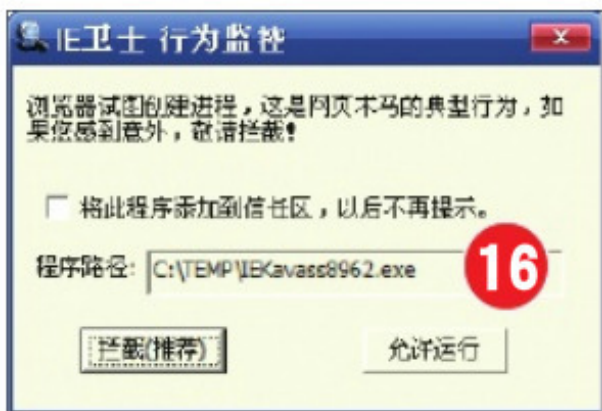 IE卫士 行为监控
浏览器试图创建进程，这是网页木马的典型行为，如
果您感到意外，敬请拦截！
将此程序添加到信任区，以后不再提示。
程序路径: C:\TEMP\IEKavass8962.exe
16
拦截(推荐) 允许运行